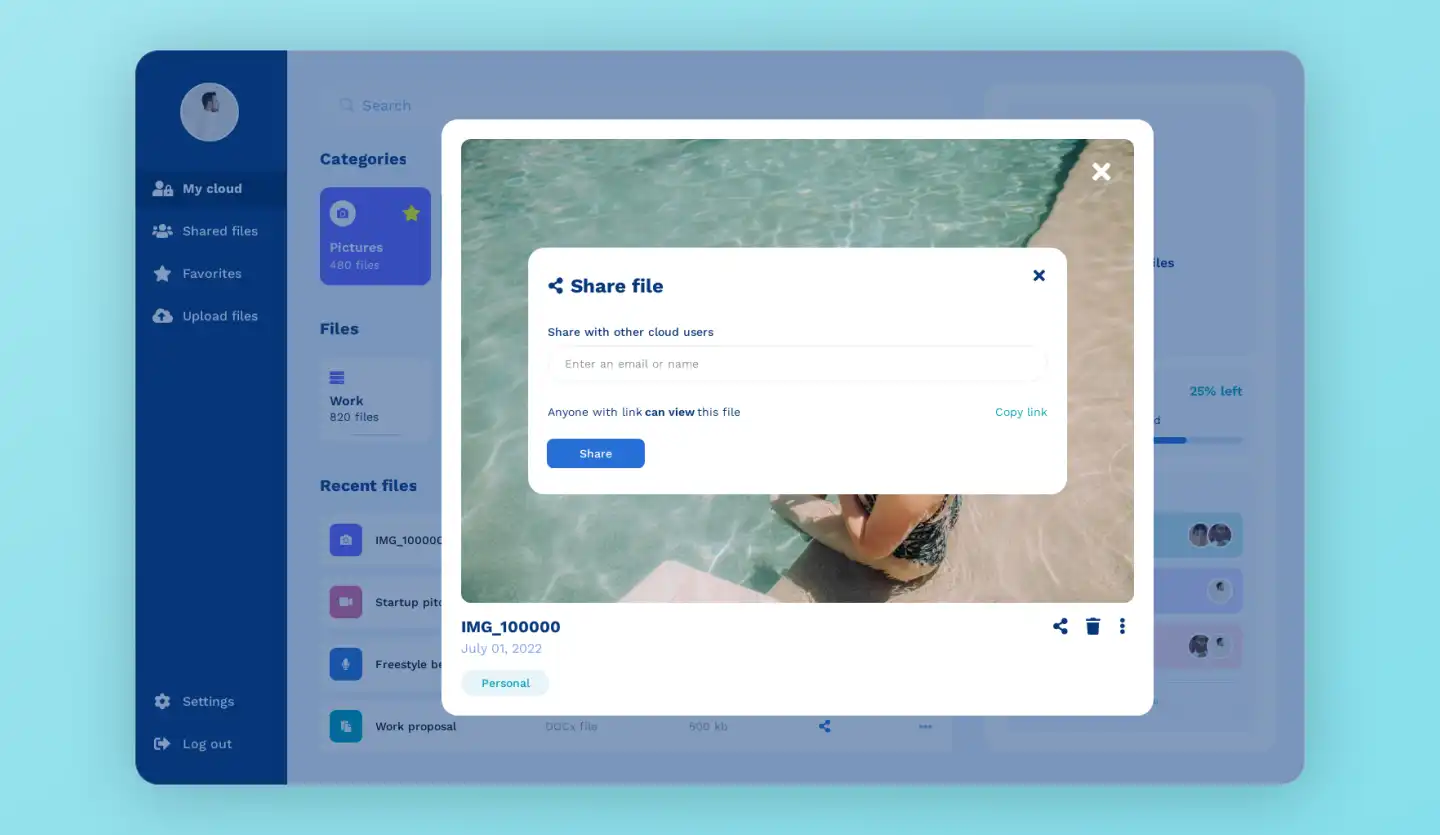 My cloud
Shared files
Favorites
Upload files
Settings
Log out
Search
Categories
Pictures
480 files
Files
Work
820 files
Recent files
IMG_100000
Startup
Freestyle
Work proposal
DOCx file
500 kb
25% left
Share file
Share with other cloud users
Enter an email or name
Anyone with link can view this file
Copy link
Share
IMG_100000
July 01, 2022
Personal